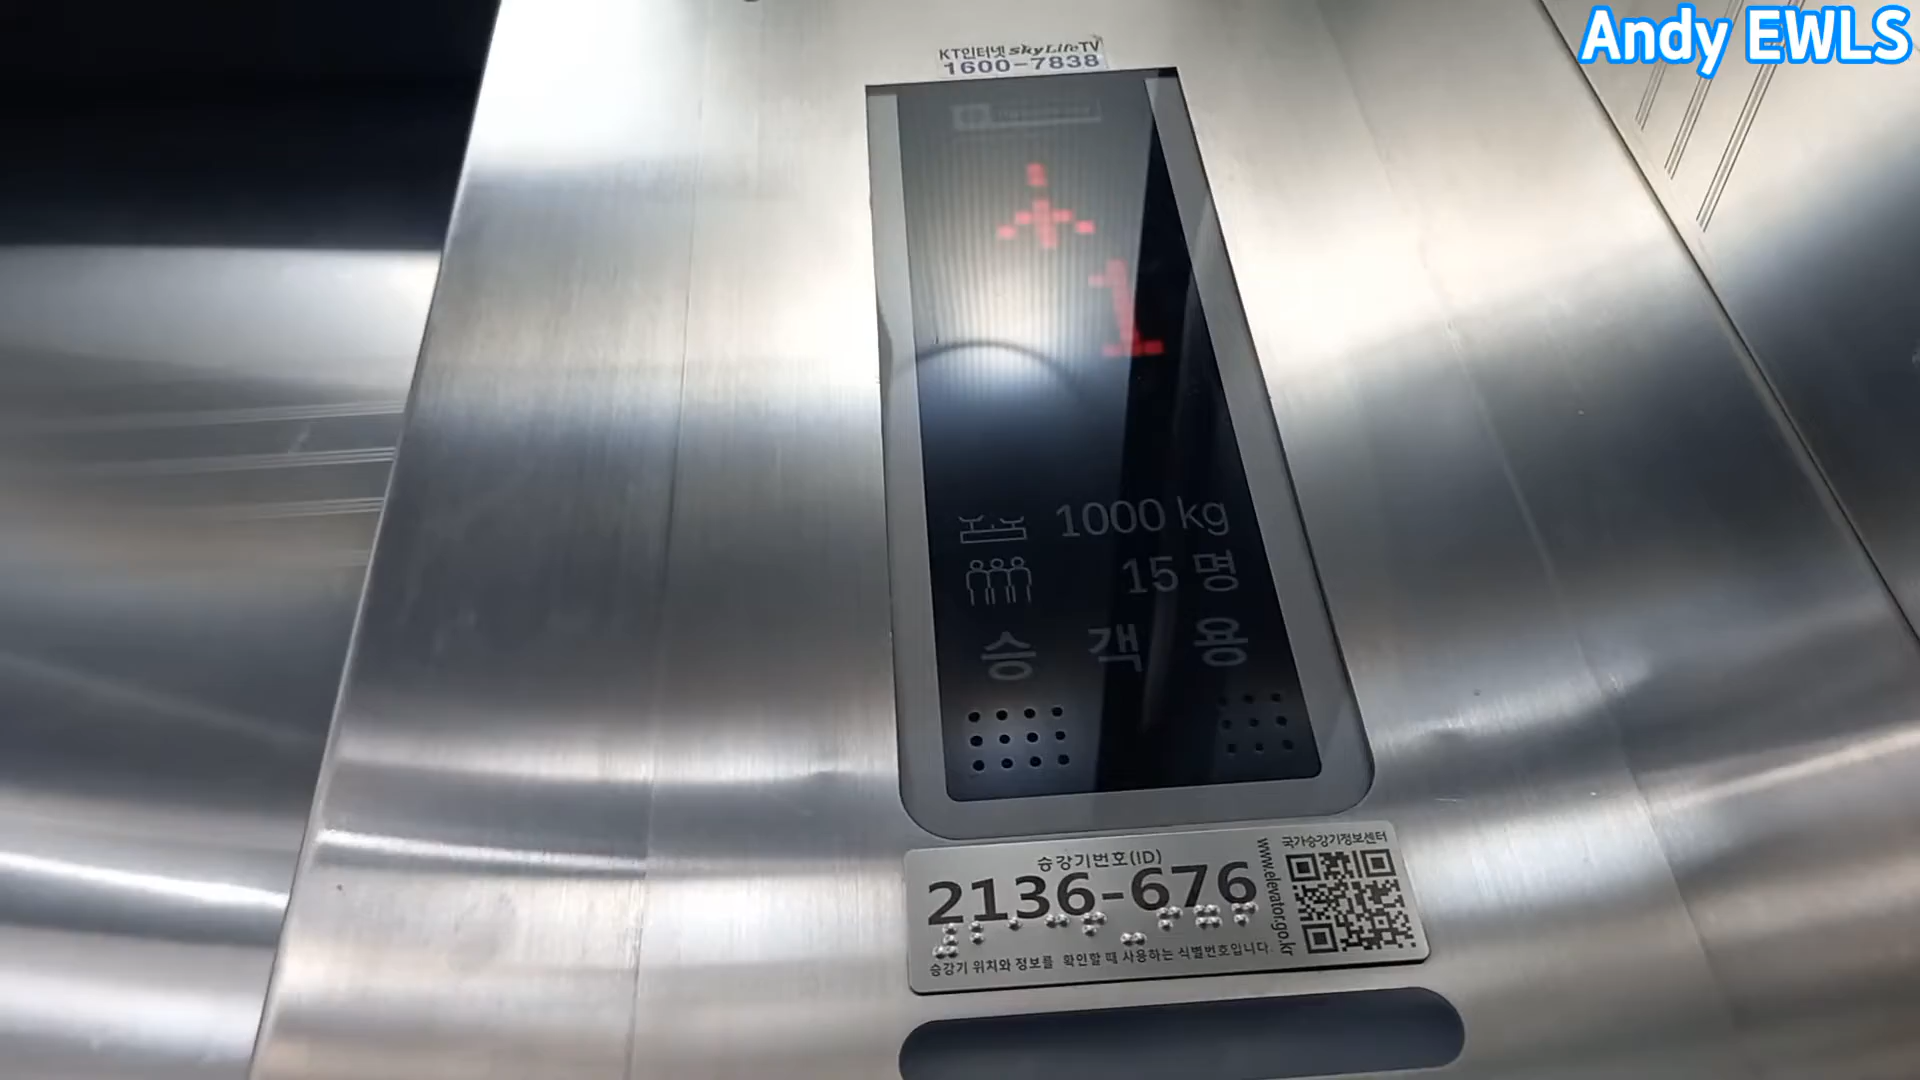 Andy EWLS
KT인터넷 skyLifeTV
1600-7838
1
1000 kg
15 명
승 객 용
승강기번호(ID)
2136-676
승강기 위치와 정보를 확인할 때 사용하는 식별번호입니다.
www.elevator.go.kr
국가승강기정보센터